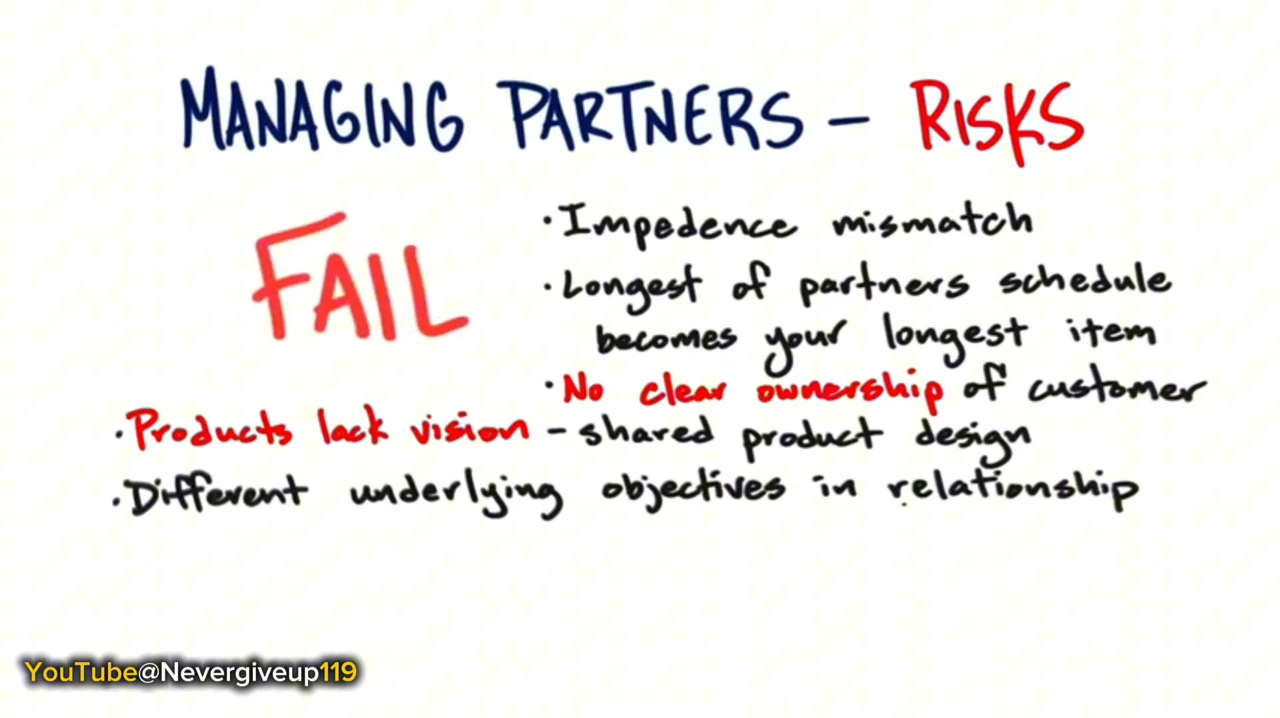 MANAGING PARTNERS - RISKS
FAIL
· Impedence mismatch
· Longest of partners schedule
becomes your longest item
· No clear ownership of customer
· Products lack vision - shared product design
· Different underlying objectives in relationship
YouTube@Nevergiveup119